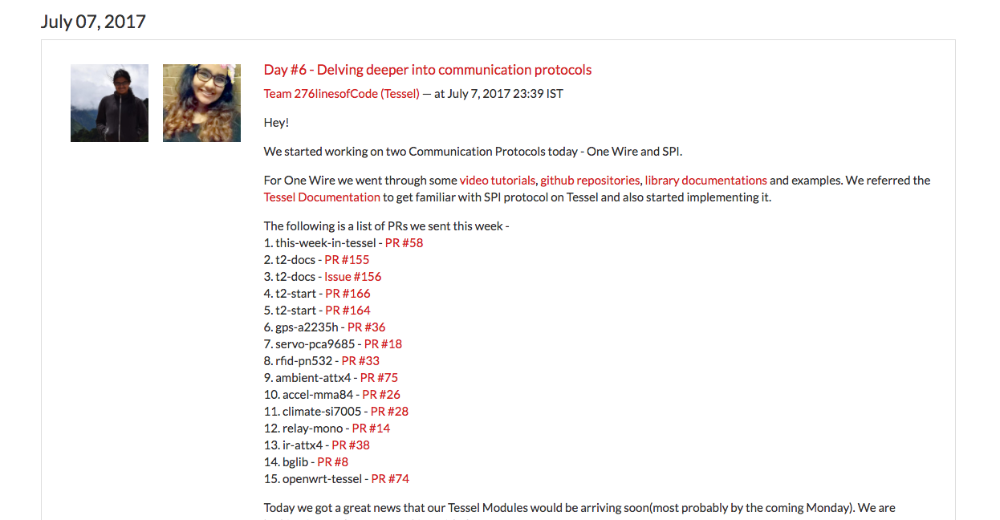 July 07, 2017
Day #6 - Delving deeper into communication protocols
Team 276linesofCode (Tessel) — at July 7, 2017 23:39 IST
Hey!
We started working on two Communication Protocols today - One Wire and SPI.
For One Wire we went through some video tutorials, github repositories, library documentations and examples. We referred the
Tessel Documentation to get familiar with SPI protocol on Tessel and also started implementing it.
The following is a list of PRs we sent this week -
1. this-week-in-tessel - PR #58
2. t2-docs - PR #155
3. t2-docs - Issue #156
4. t2-start - PR #166
5. t2-start - PR #164
6. gps-a2235h - PR #36
7. servo-pca9685 - PR #18
8. rfid-pn532 - PR #33
9. ambient-attx4 - PR #75
10. accel-mma84 - PR #26
11. climate-si7005 - PR #28
12. relay-mono - PR #14
13. ir-attx4 - PR #38
14. bglib - PR #8
15. openwrt-tessel - PR #74
Today we got a great news that our Tessel Modules would be arriving soon(most probably by the coming Monday). We are